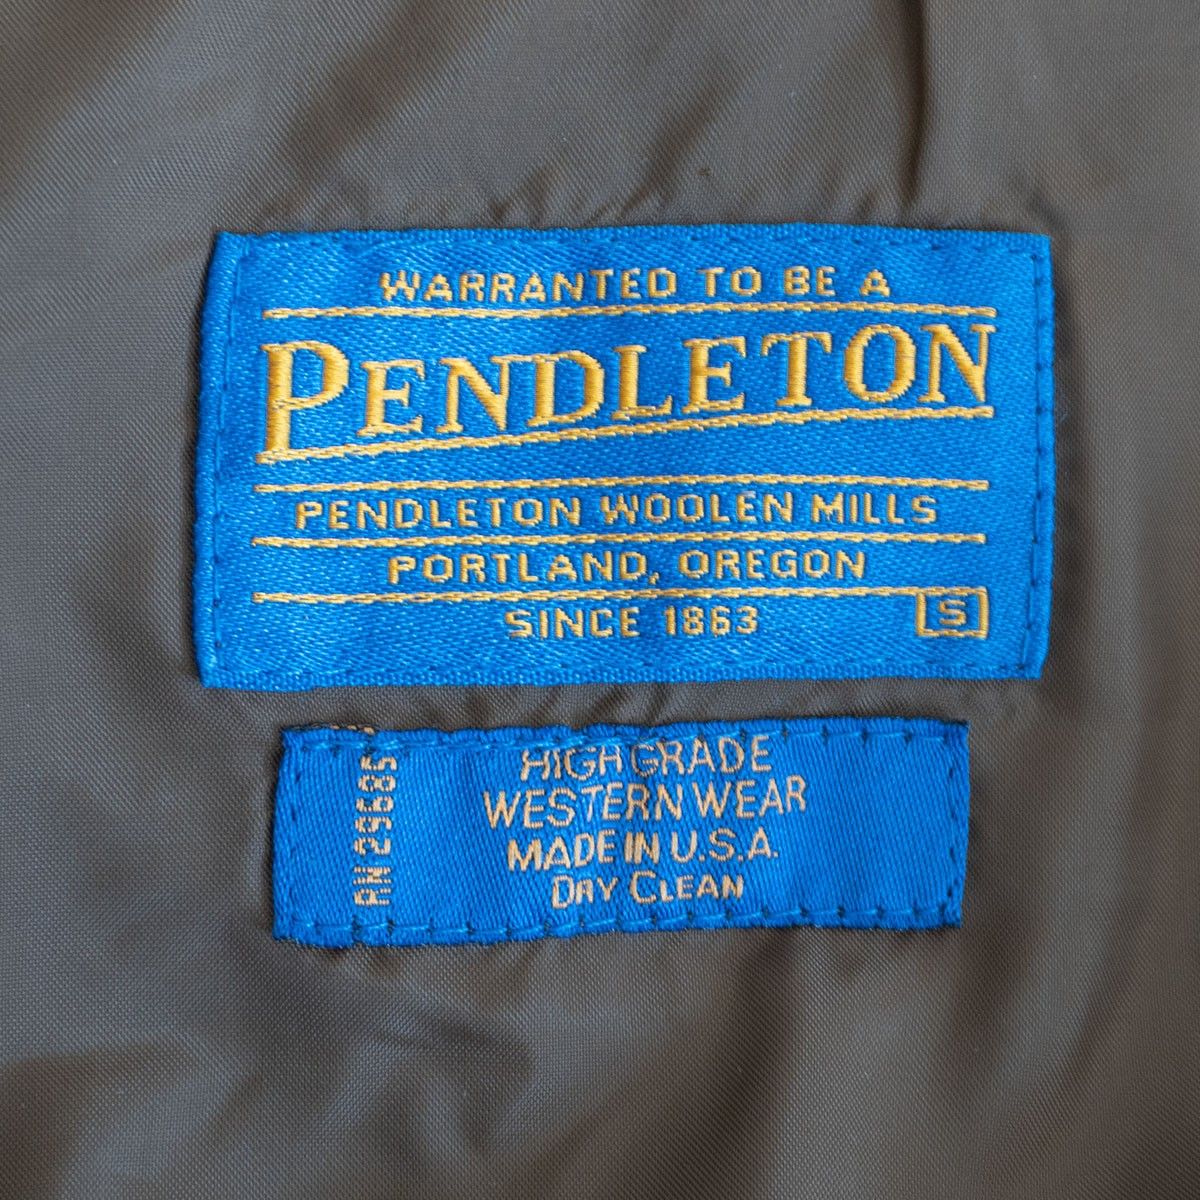 WARRANTED TO BE A
PENDLETON
PENDLETON WOOLEN MILLS
PORTLAND, OREGON
SINCE 1863
S
RN 29685
HIGH GRADE
WESTERN WEAR
MADE IN U.S.A.
DRY CLEAN